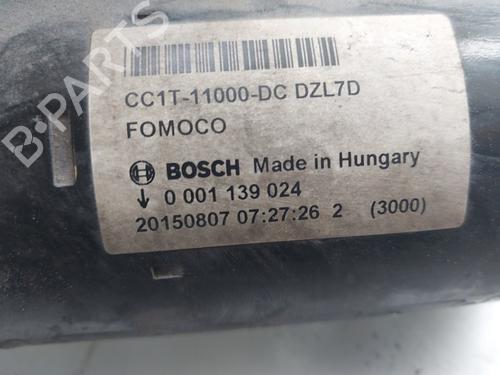 CC1T-11000-DC DZL7D
FOMOCO
BOSCH Made in Hungary
0 001 139 024
20150807 07:27:26 2 (3000)
B-PARTS